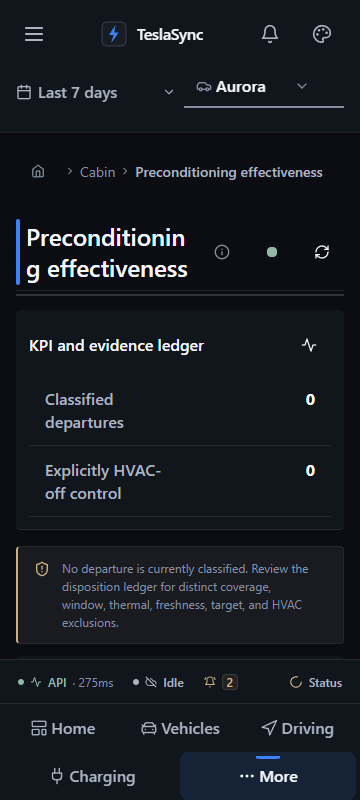 TeslaSync
Last 7 days
Aurora
Cabin
Preconditioning effectiveness
Preconditionin
g effectiveness
KPI and evidence ledger
Classified
departures
0
Explicitly HVAC-
off control
0
No departure is currently classified. Review the
disposition ledger for distinct coverage,
window, thermal, freshness, target, and HVAC
exclusions.
API · 275ms
Idle
2
Status
Home
Vehicles
Driving
Charging
More